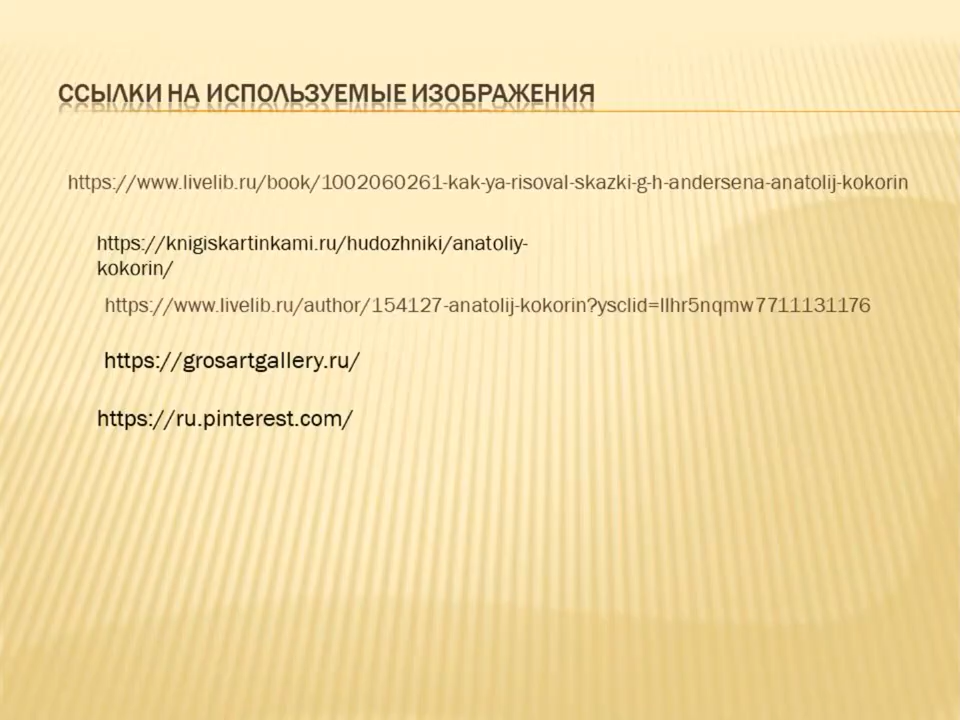 ССЫЛКИ НА ИСПОЛЬЗУЕМЫЕ ИЗОБРАЖЕНИЯ
https://www.livelib.ru/book/1002060261-kak-ya-risoval-skazki-g-h-andersena-anatolij-kokorin
https://knigiskartinkami.ru/hudozhniki/anatoliy-
kokorin/
https://www.livelib.ru/author/154127-anatolij-kokorin?ysclid=llhr5nqmw7711131176
https://grosartgallery.ru/
https://ru.pinterest.com/